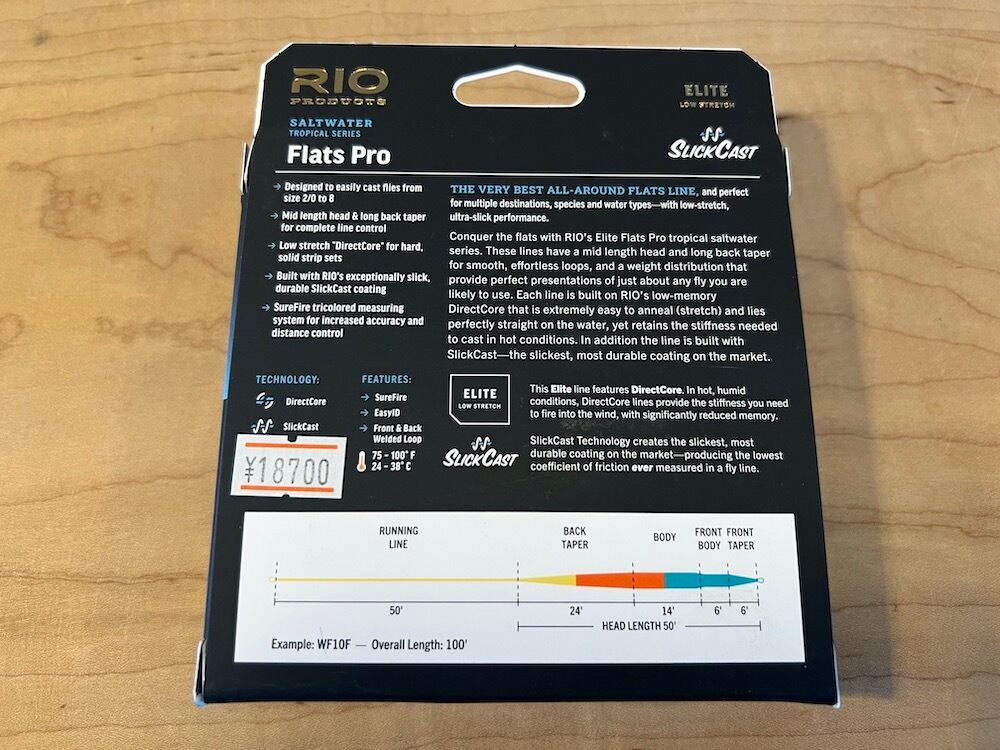 RIO
PRODUCTS
ELITE
LOW STRETCH
SALTWATER
TROPICAL SERIES
Flats Pro
SLICKCAST
→ Designed to easily cast flies from
size 2/0 to 8
→ Mid length head & long back taper
for complete line control
→ Low stretch "DirectCore" for hard,
solid strip sets
→ Built with RIO's exceptionally slick,
durable SlickCast coating
→ SureFire tricolored measuring
system for increased accuracy and
distance control
THE VERY BEST ALL-AROUND FLATS LINE, and perfect
for multiple destinations, species and water types—with low-stretch,
ultra-slick performance.
Conquer the flats with RIO's Elite Flats Pro tropical saltwater
series. These lines have a mid length head and long back taper
for smooth, effortless loops, and a weight distribution that
provide perfect presentations of just about any fly you are
likely to use. Each line is built on RIO's low-memory
DirectCore that is extremely easy to anneal (stretch) and lies
perfectly straight on the water, yet retains the stiffness needed
to cast in hot conditions. In addition the line is built with
SlickCast—the slickest, most durable coating on the market.
TECHNOLOGY:
DirectCore
SlickCast
FEATURES:
→ SureFire
→ EasyID
→ Front & Back
Welded Loop
75 – 100° F
24 – 38° C
¥18700
ELITE
LOW STRETCH
This Elite line features DirectCore. In hot, humid
conditions, DirectCore lines provide the stiffness you need
to fire into the wind, with significantly reduced memory.
SLICKCAST
SlickCast Technology creates the slickest, most
durable coating on the market—producing the lowest
coefficient of friction ever measured in a fly line.
RUNNING
LINE
BACK
TAPER
BODY
FRONT
BODY
FRONT
TAPER
50'
24'
14'
6'
6'
HEAD LENGTH 50'
Example: WF10F — Overall Length: 100'